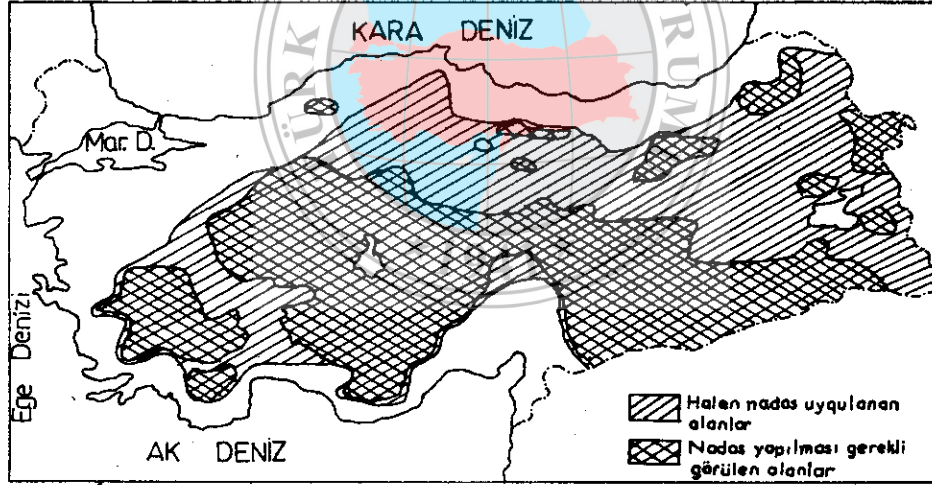 KARA DENİZ
Mar. D.
Ege Denizi
AK DENİZ
Halen nadas uygulanan
alanlar
Nadas yapılması gerekli
görülen alanlar